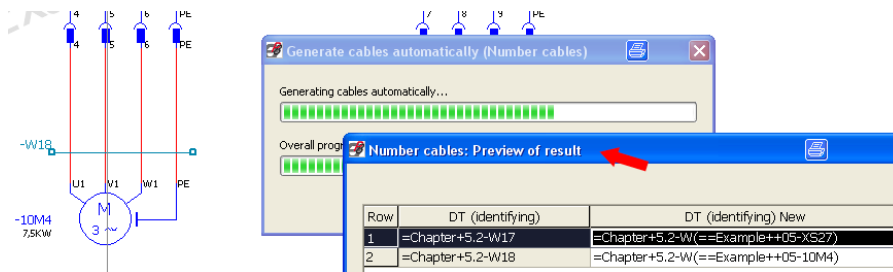 4 5 6 PE 7 8 9 PE
4 5 6 PE
Generate cables automatically (Number cables)
Generating cables automatically...
Overall progr
-W18
Number cables: Preview of result
U1 V1 W1 PE
M
3 ~
-10M4
7,5KW
Row DT (identifying) DT (identifying) New
1 =Chapter+5.2-W17 =Chapter+5.2-W(==Example++05-XS27)
2 =Chapter+5.2-W18 =Chapter+5.2-W(==Example++05-10M4)